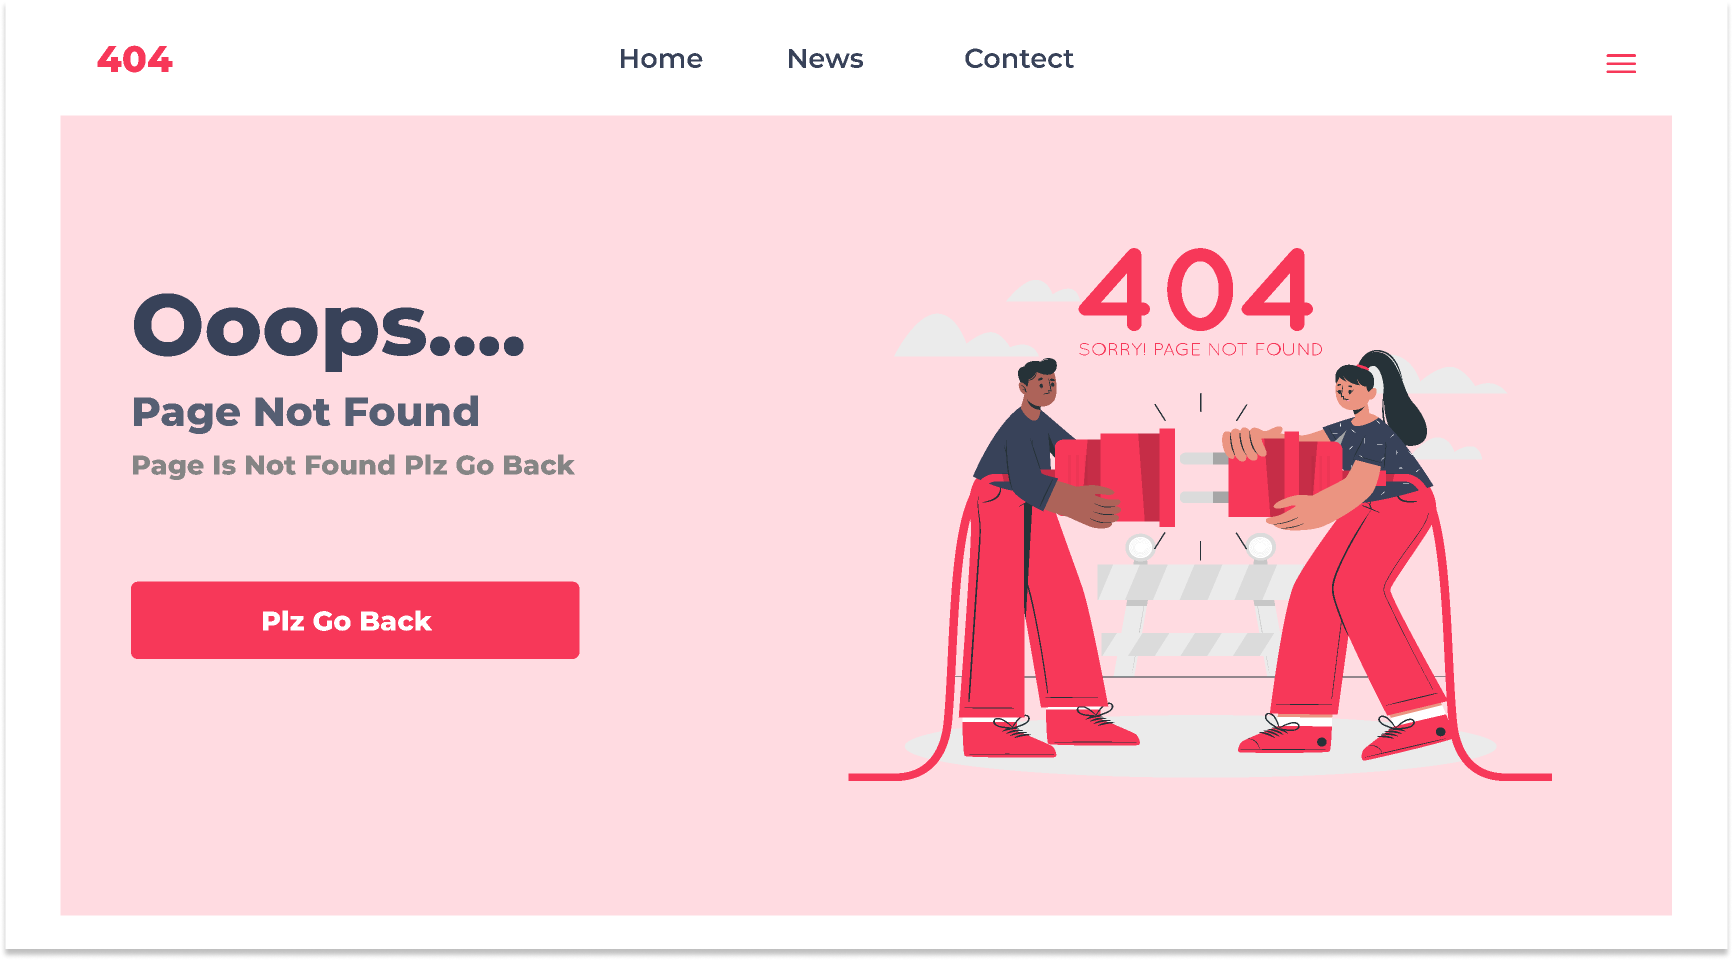 404
Home News Contect
Ooops....
Page Not Found
Page Is Not Found Plz Go Back
Plz Go Back
404
SORRY! PAGE NOT FOUND